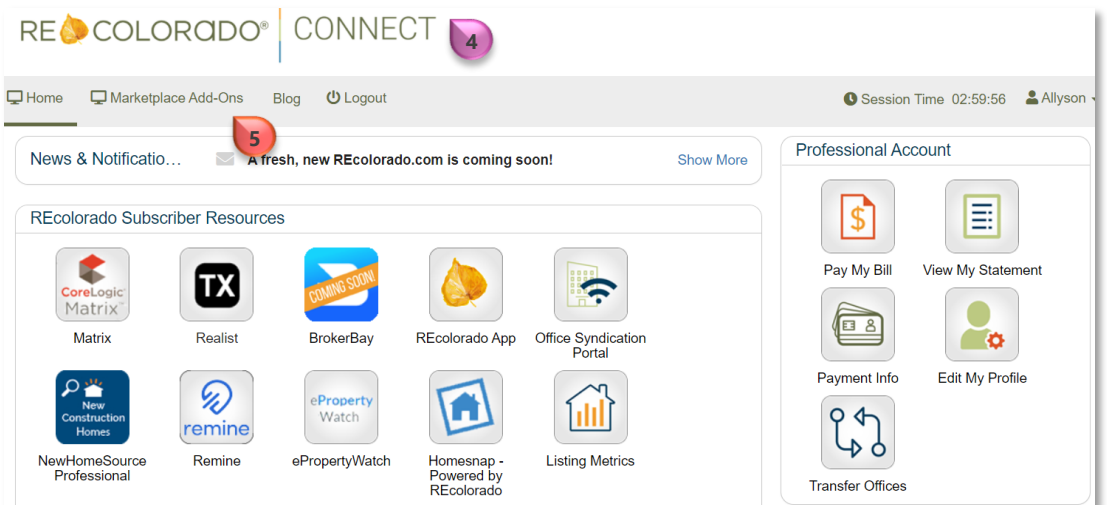 RECOLORADO® CONNECT
4
Home Marketplace Add-Ons Blog Logout Session Time 02:59:56 Allyson
5
News & Notificatio... A fresh, new REcolorado.com is coming soon! Show More
Professional Account
REcolorado Subscriber Resources
CoreLogic
Matrix™
TX
COMING SOON!
$
Pay My Bill View My Statement
Matrix Realist BrokerBay REcolorado App Office Syndication
Portal
New
Construction
Homes
remine
eProperty
Watch
Payment Info Edit My Profile
NewHomeSource
Professional
Remine ePropertyWatch Homesnap -
Powered by
REcolorado
Listing Metrics
Transfer Offices